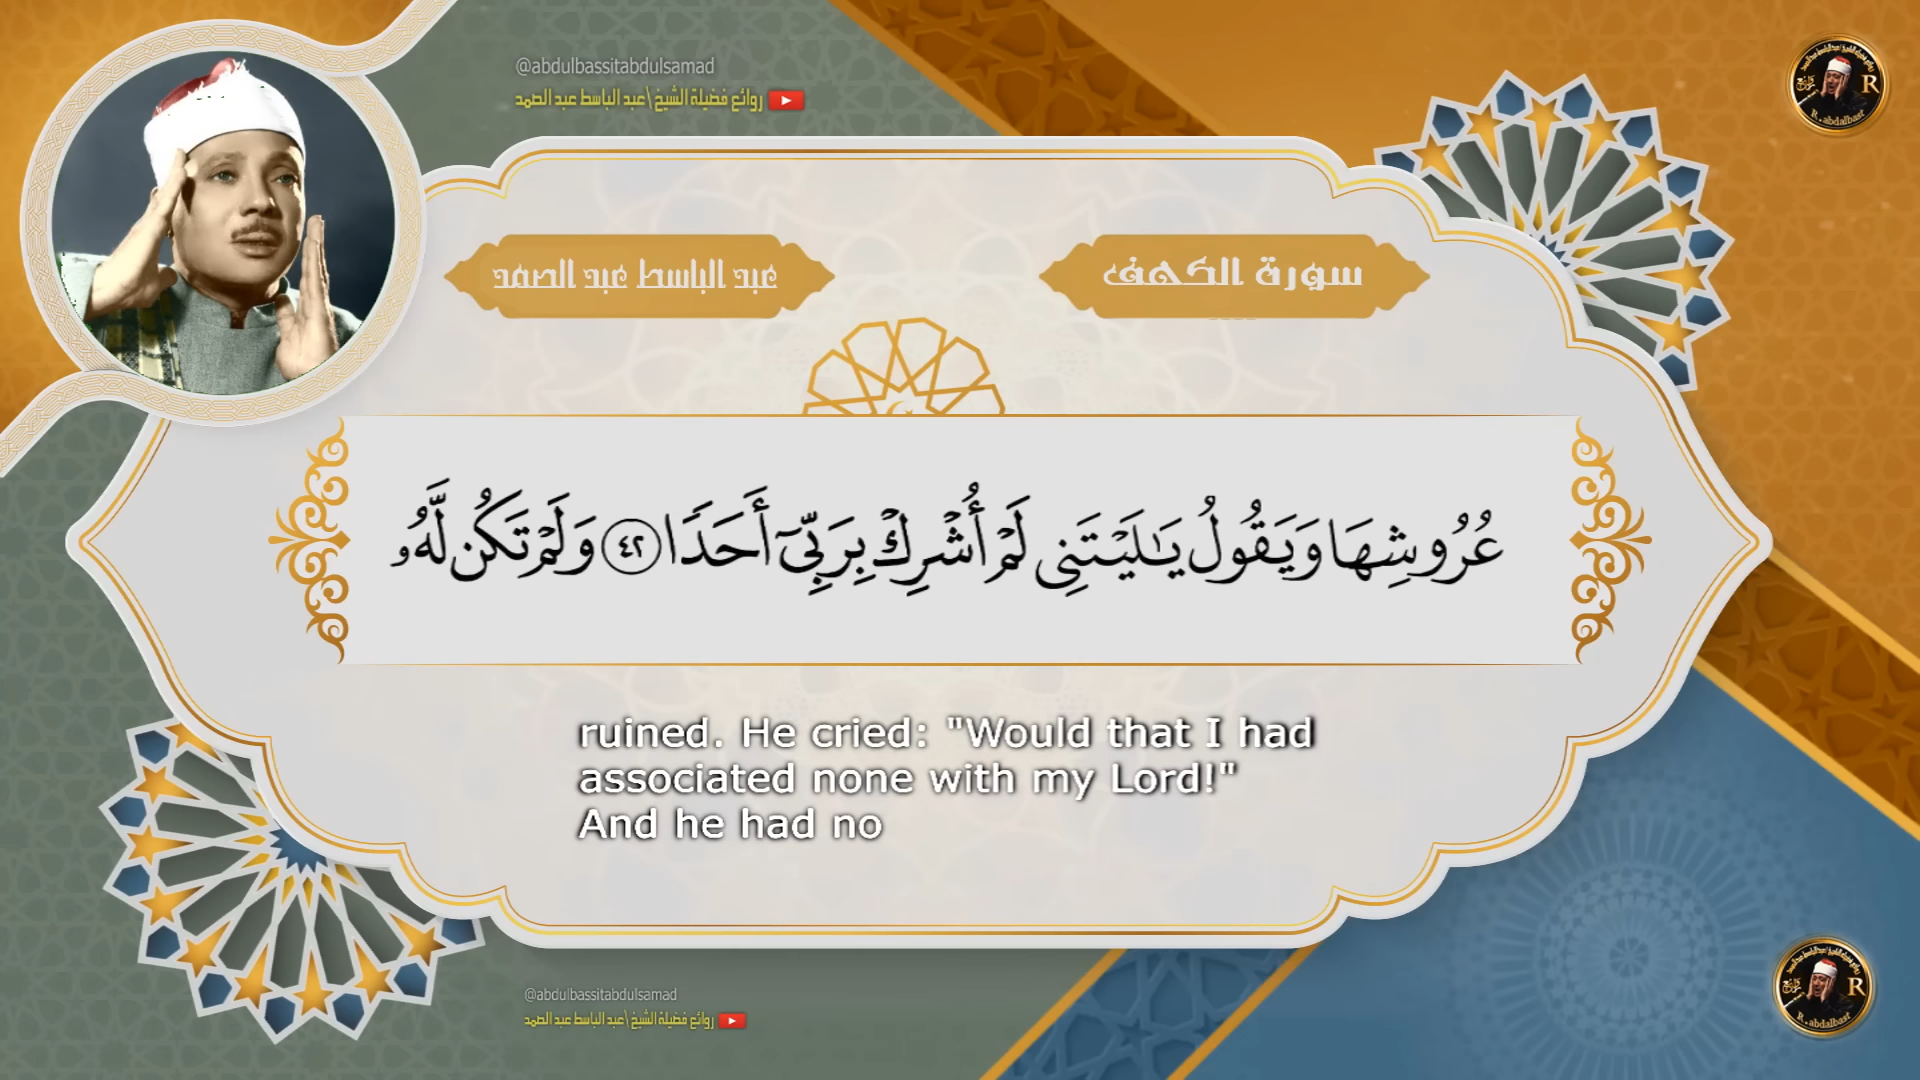 @abdulbassitabdulsamad
روائع فضيلة الشيخ \ عبد الباسط عبد الصمد
سورة الكهف
عبد الباسط عبد الصمد
عُرُوشِهَا وَيَقُولُ يَـٰلَيْتَنِى لَمْ أُشْرِكْ بِرَبِّىٓ أَحَدًا ٤٢ وَلَمْ تَكُن لَّهُۥ
ruined. He cried: "Would that I had
associated none with my Lord!"
And he had no
@abdulbassitabdulsamad
روائع فضيلة الشيخ \ عبد الباسط عبد الصمد
R
R.abdalbast
R
R.abdalbast